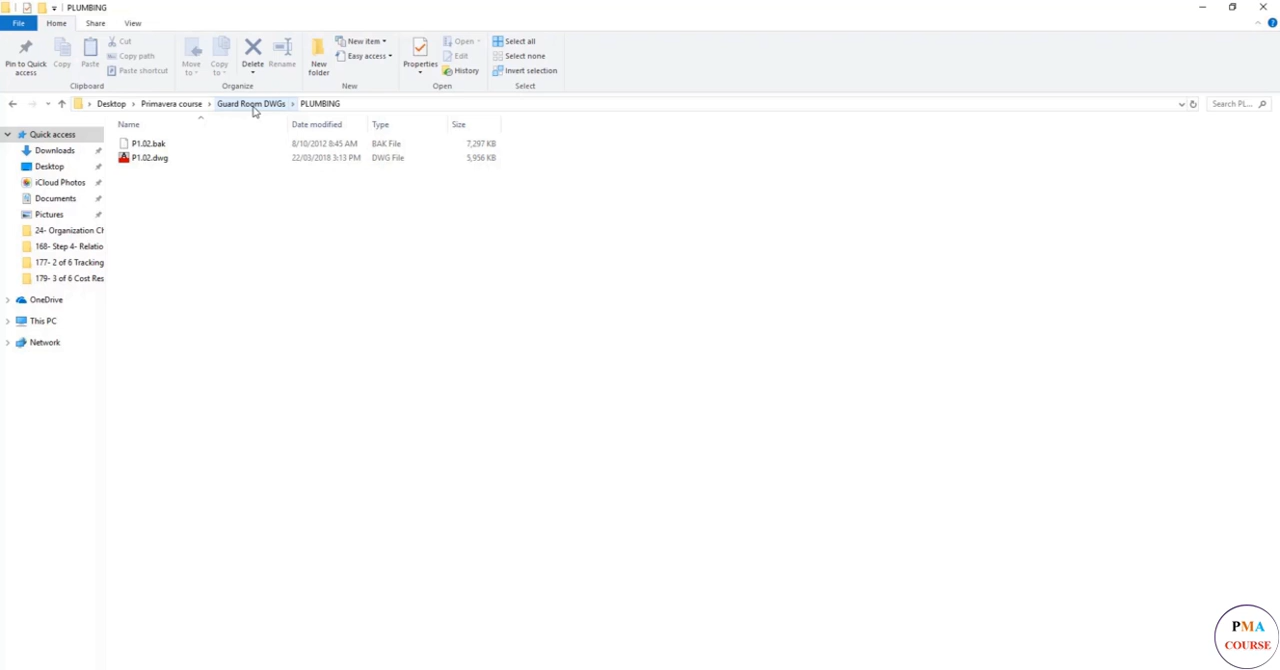 PLUMBING
File Home Share View
Pin to Quick access
Copy
Paste
Cut
Copy path
Paste shortcut
Clipboard
Move to
Copy to
Delete
Rename
Organize
New folder
New item
Easy access
New
Properties
Open
Edit
History
Open
Select all
Select none
Invert selection
Select
Desktop > Primavera course > Guard Room DWGs > PLUMBING
Search PL...
Name Date modified Type Size
P1.02.bak 8/10/2012 8:45 AM BAK File 7,297 KB
P1.02.dwg 22/03/2018 3:13 PM DWG File 5,956 KB
Quick access
Downloads
Desktop
iCloud Photos
Documents
Pictures
24- Organization Ch
168- Step 4- Relatio
177- 2 of 6 Tracking
179- 3 of 6 Cost Res
OneDrive
This PC
Network
PMA
COURSE